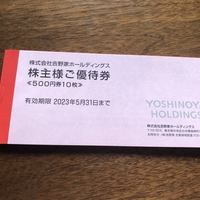 株式会社吉野家ホールディングス
株主様ご優待券
≪500円券10枚≫
有効期限 2023年5月31日まで
YOSHINOYA
HOLDINGS
株式会社吉野家ホールディングス